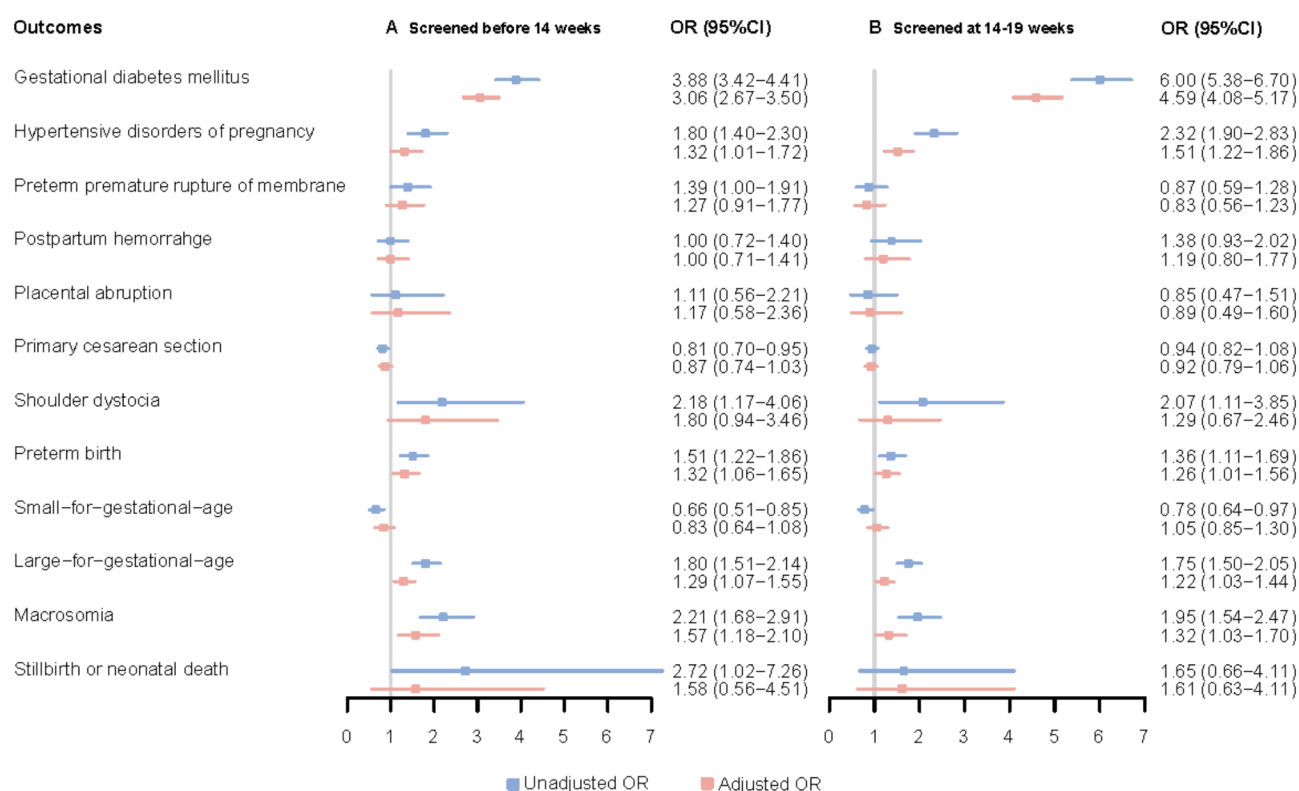 Outcomes A Screened before 14 weeks OR (95%CI) B Screened at 14-19 weeks OR (95%CI)
Gestational diabetes mellitus 3.88 (3.42−4.41) 6.00 (5.38−6.70)
3.06 (2.67−3.50) 4.59 (4.08−5.17)
Hypertensive disorders of pregnancy 1.80 (1.40−2.30) 2.32 (1.90−2.83)
1.32 (1.01−1.72) 1.51 (1.22−1.86)
Preterm premature rupture of membrane 1.39 (1.00−1.91) 0.87 (0.59−1.28)
1.27 (0.91−1.77) 0.83 (0.56−1.23)
Postpartum hemorrahge 1.00 (0.72−1.40) 1.38 (0.93−2.02)
1.00 (0.71−1.41) 1.19 (0.80−1.77)
Placental abruption 1.11 (0.56−2.21) 0.85 (0.47−1.51)
1.17 (0.58−2.36) 0.89 (0.49−1.60)
Primary cesarean section 0.81 (0.70−0.95) 0.94 (0.82−1.08)
0.87 (0.74−1.03) 0.92 (0.79−1.06)
Shoulder dystocia 2.18 (1.17−4.06) 2.07 (1.11−3.85)
1.80 (0.94−3.46) 1.29 (0.67−2.46)
Preterm birth 1.51 (1.22−1.86) 1.36 (1.11−1.69)
1.32 (1.06−1.65) 1.26 (1.01−1.56)
Small−for−gestational−age 0.66 (0.51−0.85) 0.78 (0.64−0.97)
0.83 (0.64−1.08) 1.05 (0.85−1.30)
Large−for−gestational−age 1.80 (1.51−2.14) 1.75 (1.50−2.05)
1.29 (1.07−1.55) 1.22 (1.03−1.44)
Macrosomia 2.21 (1.68−2.91) 1.95 (1.54−2.47)
1.57 (1.18−2.10) 1.32 (1.03−1.70)
Stillbirth or neonatal death 2.72 (1.02−7.26) 1.65 (0.66−4.11)
1.58 (0.56−4.51) 1.61 (0.63−4.11)
0 1 2 3 4 5 6 7 0 1 2 3 4 5 6 7
Unadjusted OR Adjusted OR